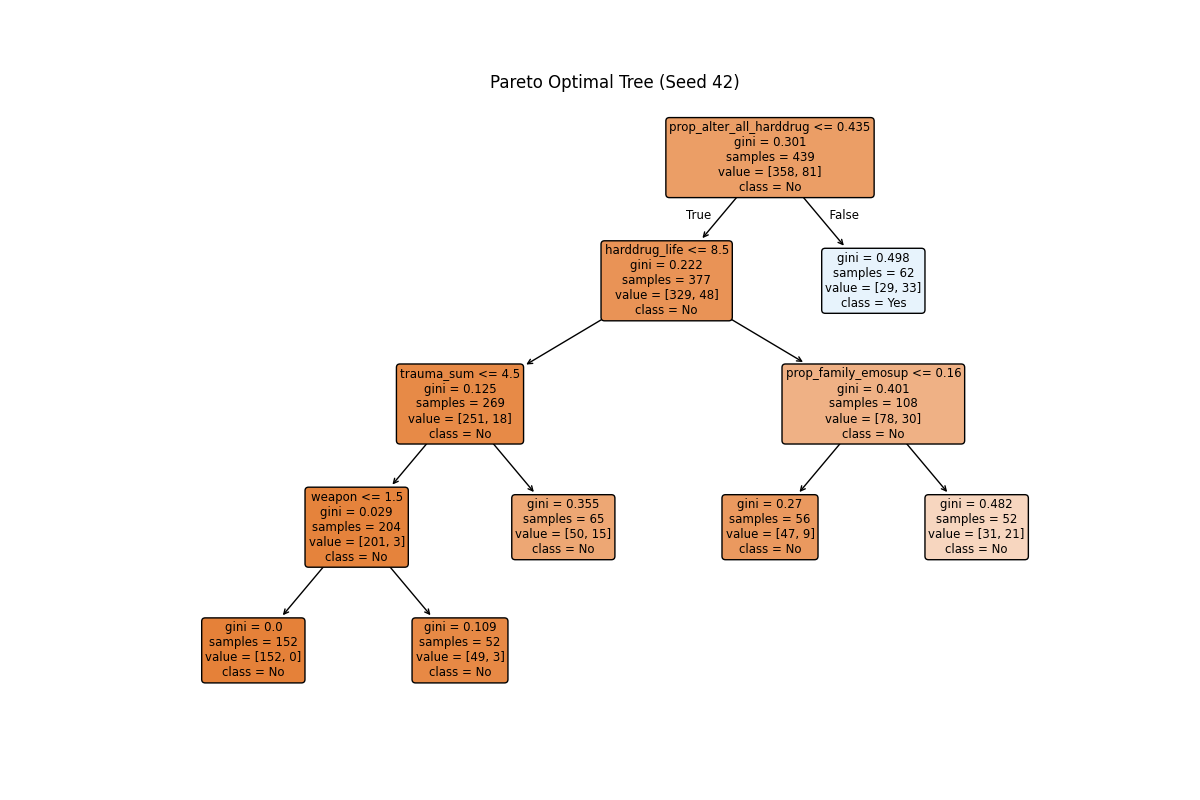 Pareto Optimal Tree (Seed 42)
prop_alter_all_harddrug <= 0.435
gini = 0.301
samples = 439
value = [358, 81]
class = No
True
False
harddrug_life <= 8.5
gini = 0.222
samples = 377
value = [329, 48]
class = No
gini = 0.498
samples = 62
value = [29, 33]
class = Yes
trauma_sum <= 4.5
gini = 0.125
samples = 269
value = [251, 18]
class = No
prop_family_emosup <= 0.16
gini = 0.401
samples = 108
value = [78, 30]
class = No
weapon <= 1.5
gini = 0.029
samples = 204
value = [201, 3]
class = No
gini = 0.355
samples = 65
value = [50, 15]
class = No
gini = 0.27
samples = 56
value = [47, 9]
class = No
gini = 0.482
samples = 52
value = [31, 21]
class = No
gini = 0.0
samples = 152
value = [152, 0]
class = No
gini = 0.109
samples = 52
value = [49, 3]
class = No